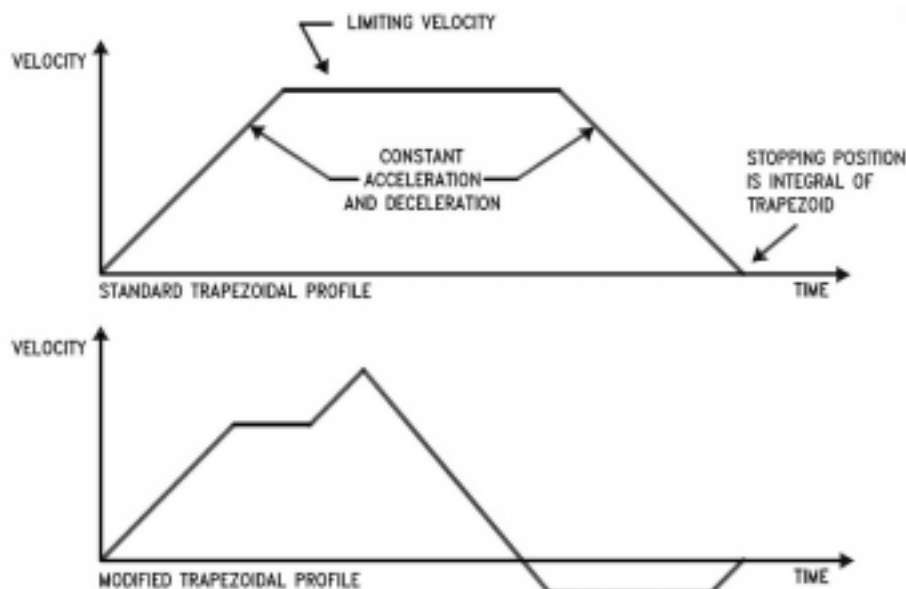 LIMITING VELOCITY
VELOCITY
CONSTANT
ACCELERATION
AND DECELERATION
STOPPING POSITION
IS INTEGRAL OF
TRAPEZOID
STANDARD TRAPEZOIDAL PROFILE
TIME
VELOCITY
MODIFIED TRAPEZOIDAL PROFILE
TIME